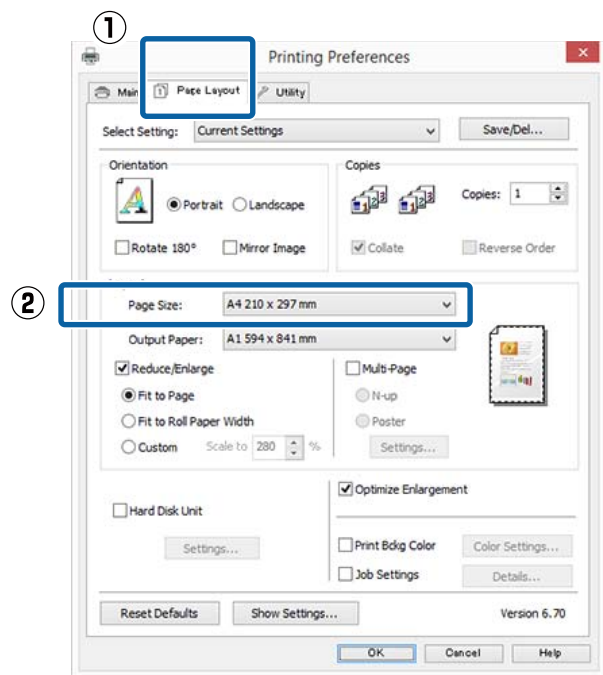 ①
Printing Preferences
Main Page Layout Utility
Select Setting: Current Settings Save/Del...
Orientation
Portrait Landscape
Rotate 180° Mirror Image
Copies
Copies: 1
Collate Reverse Order
②
Page Size: A4 210 x 297 mm
Output Paper: A1 594 x 841 mm
Reduce/Enlarge
Fit to Page
Fit to Roll Paper Width
Custom Scale to 280 %
Multi-Page
N-up
Poster
Settings...
Optimize Enlargement
Hard Disk Unit
Settings...
Print Bckg Color Color Settings...
Job Settings Details...
Reset Defaults Show Settings... Version 6.70
OK Cancel Help